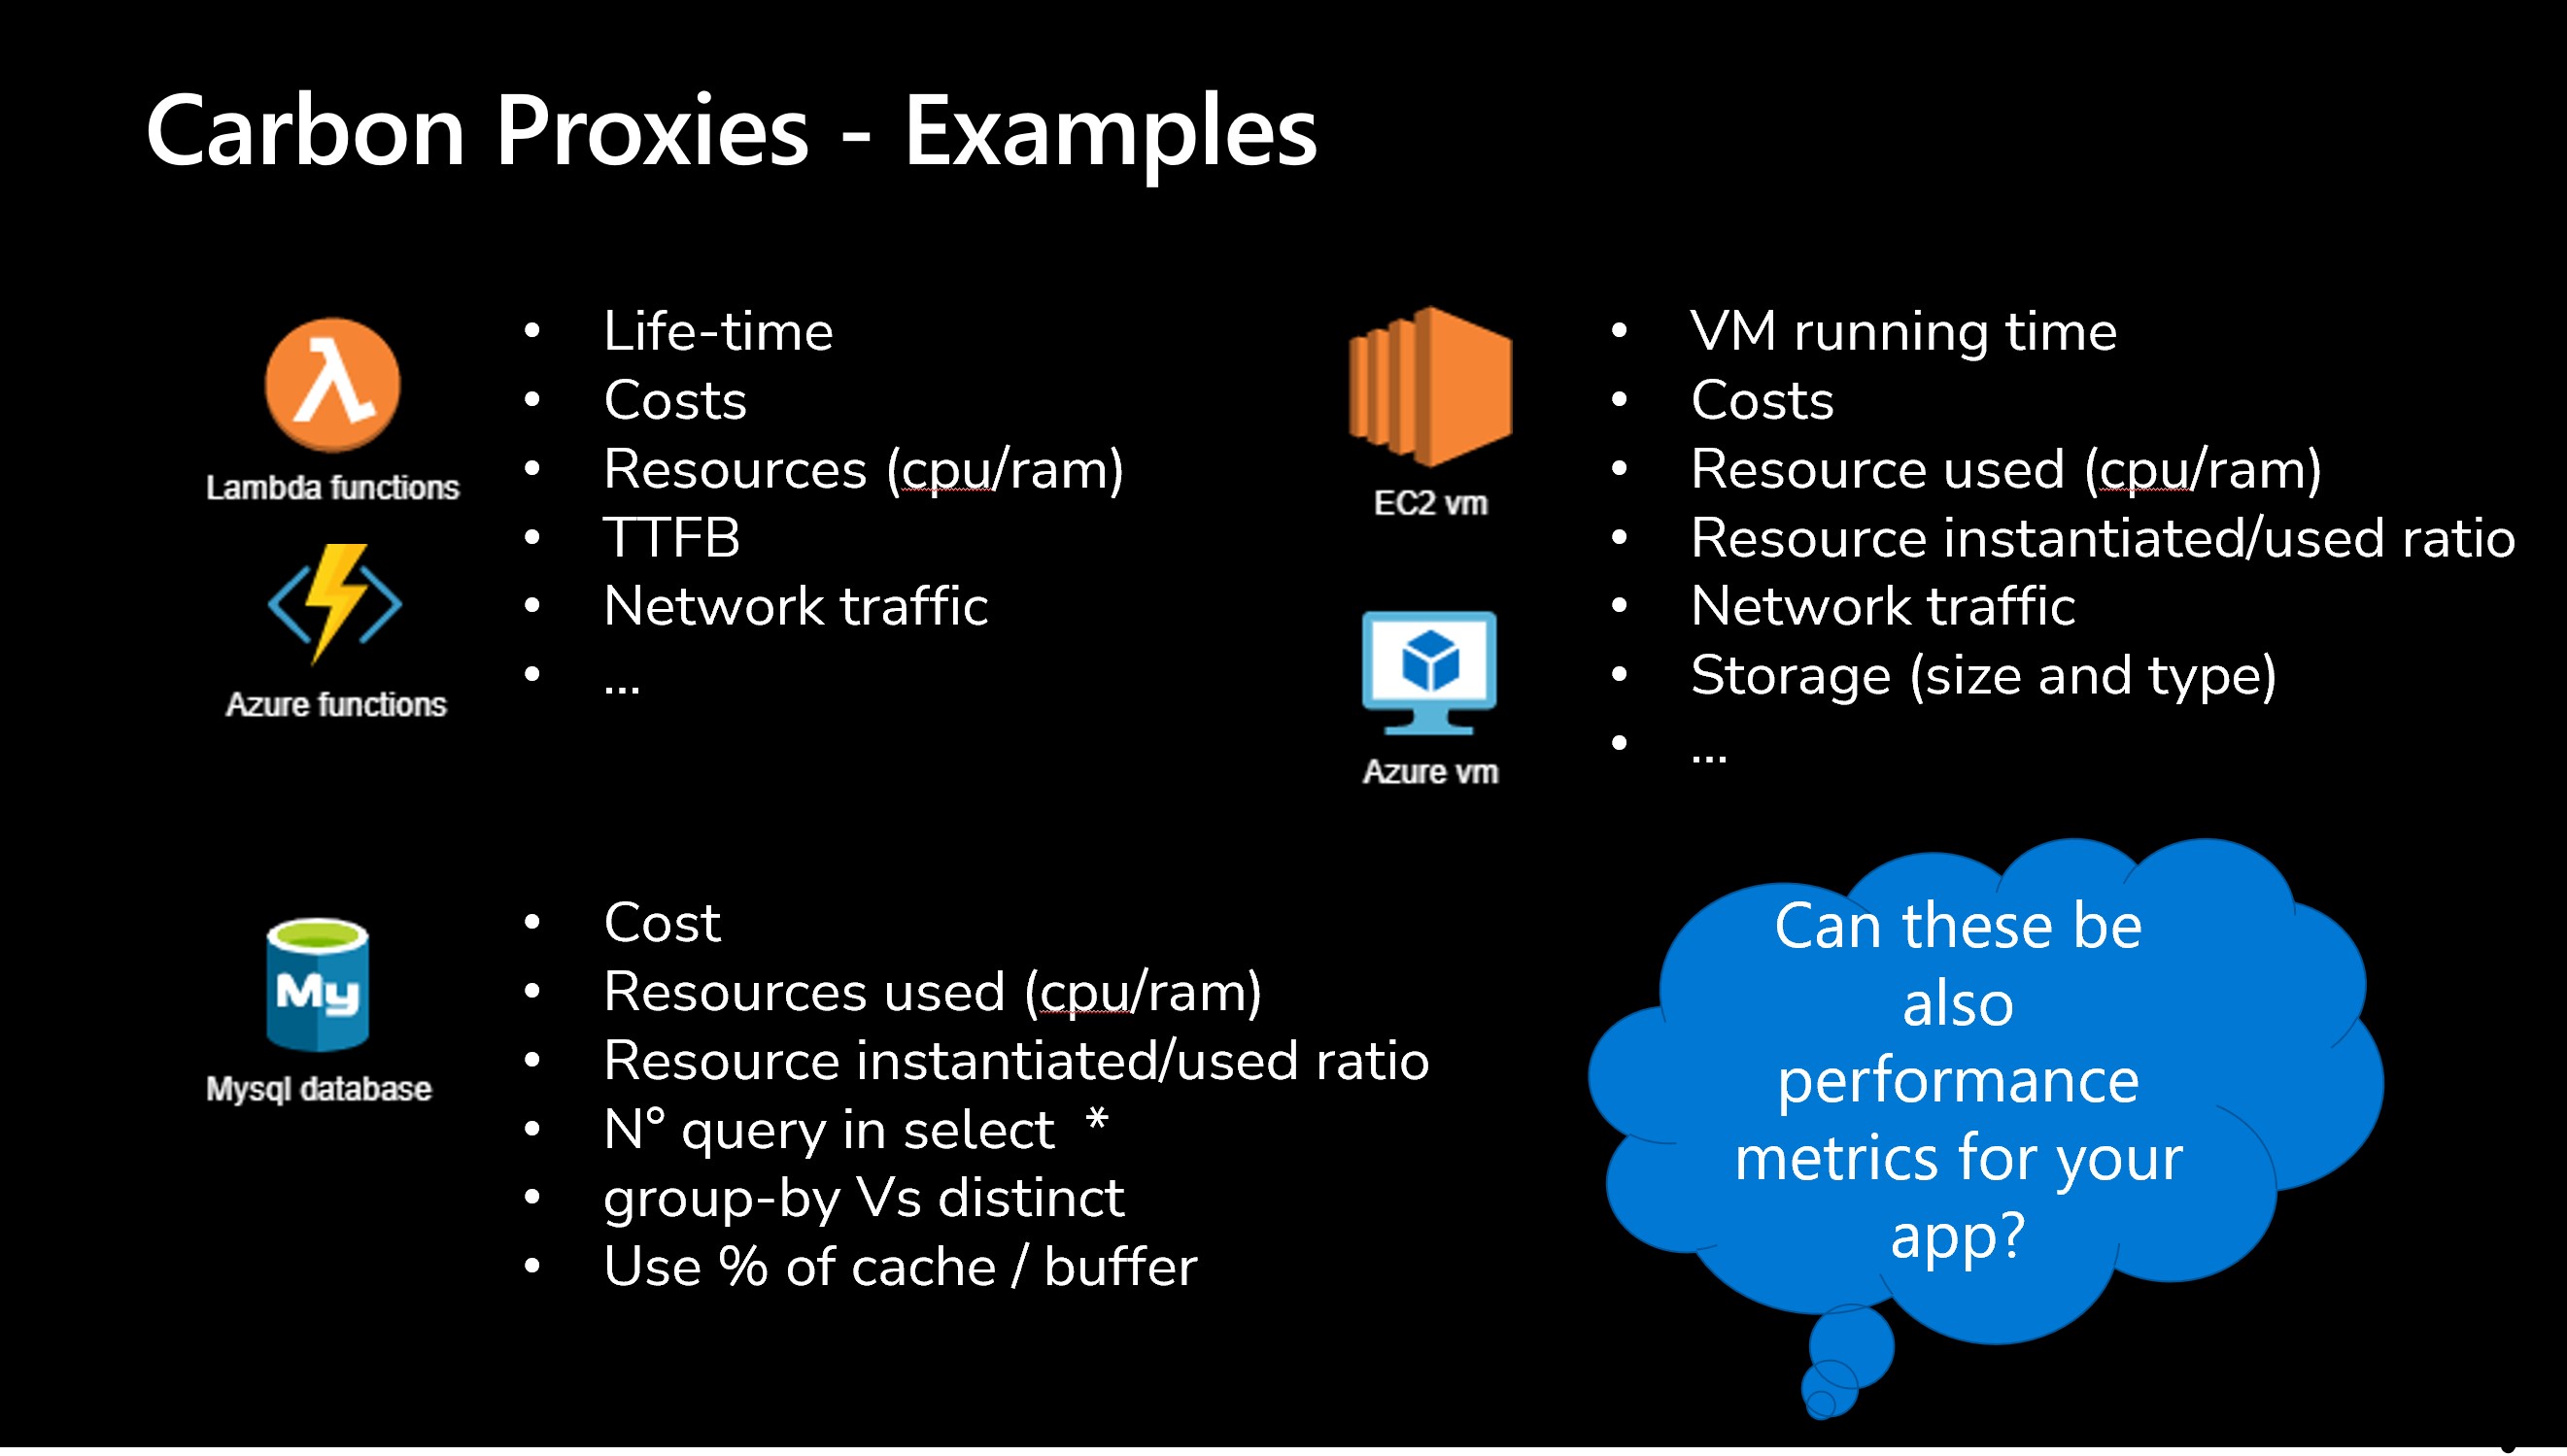 Carbon Proxies - Examples
Lambda functions
Azure functions
• Life-time
• Costs
• Resources (cpu/ram)
• TTFB
• Network traffic
• ...
EC2 vm
Azure vm
• VM running time
• Costs
• Resource used (cpu/ram)
• Resource instantiated/used ratio
• Network traffic
• Storage (size and type)
• ...
My
Mysql database
• Cost
• Resources used (cpu/ram)
• Resource instantiated/used ratio
• N° query in select *
• group-by Vs distinct
• Use % of cache / buffer
Can these be
also
performance
metrics for your
app?